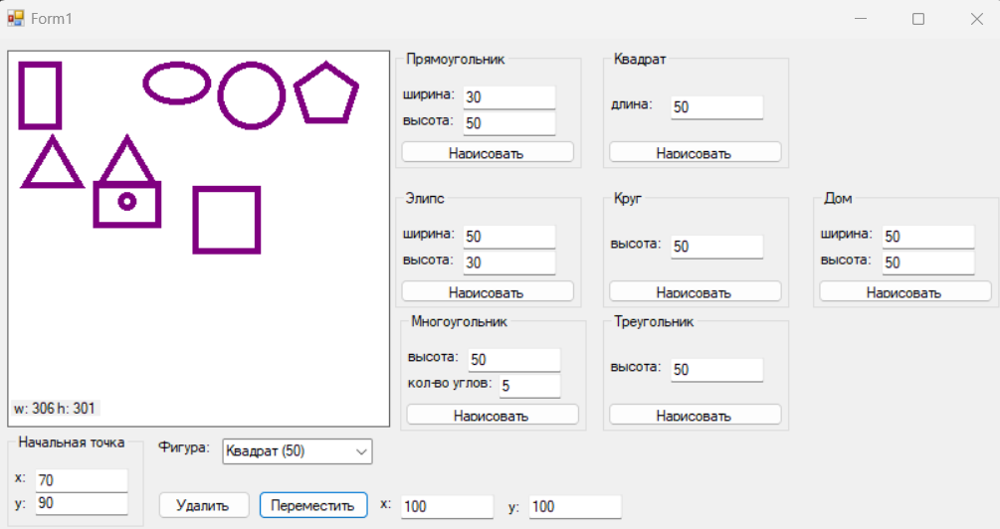 Form1
Прямоугольник
ширина: 30
высота: 50
Нарисовать
Квадрат
длина: 50
Нарисовать
Элипс
ширина: 50
высота: 30
Нарисовать
Круг
высота: 50
Нарисовать
Дом
ширина: 50
высота: 50
Нарисовать
Многоугольник
высота: 50
кол-во углов: 5
Нарисовать
Треугольник
высота: 50
Нарисовать
w: 306 h: 301
Начальная точка
x: 70
y: 90
Фигура: Квадрат (50)
Удалить Переместить x: 100 y: 100